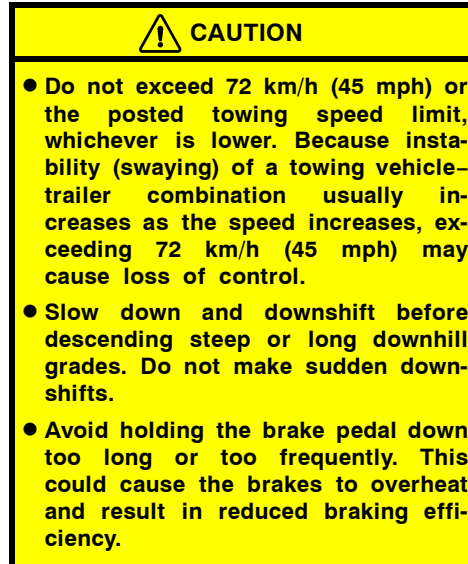 CAUTION
● Do not exceed 72 km/h (45 mph) or
the posted towing speed limit,
whichever is lower. Because insta-
bility (swaying) of a towing vehicle–
trailer combination usually in-
creases as the speed increases, ex-
ceeding 72 km/h (45 mph) may
cause loss of control.
● Slow down and downshift before
descending steep or long downhill
grades. Do not make sudden down-
shifts.
● Avoid holding the brake pedal down
too long or too frequently. This
could cause the brakes to overheat
and result in reduced braking effi-
ciency.